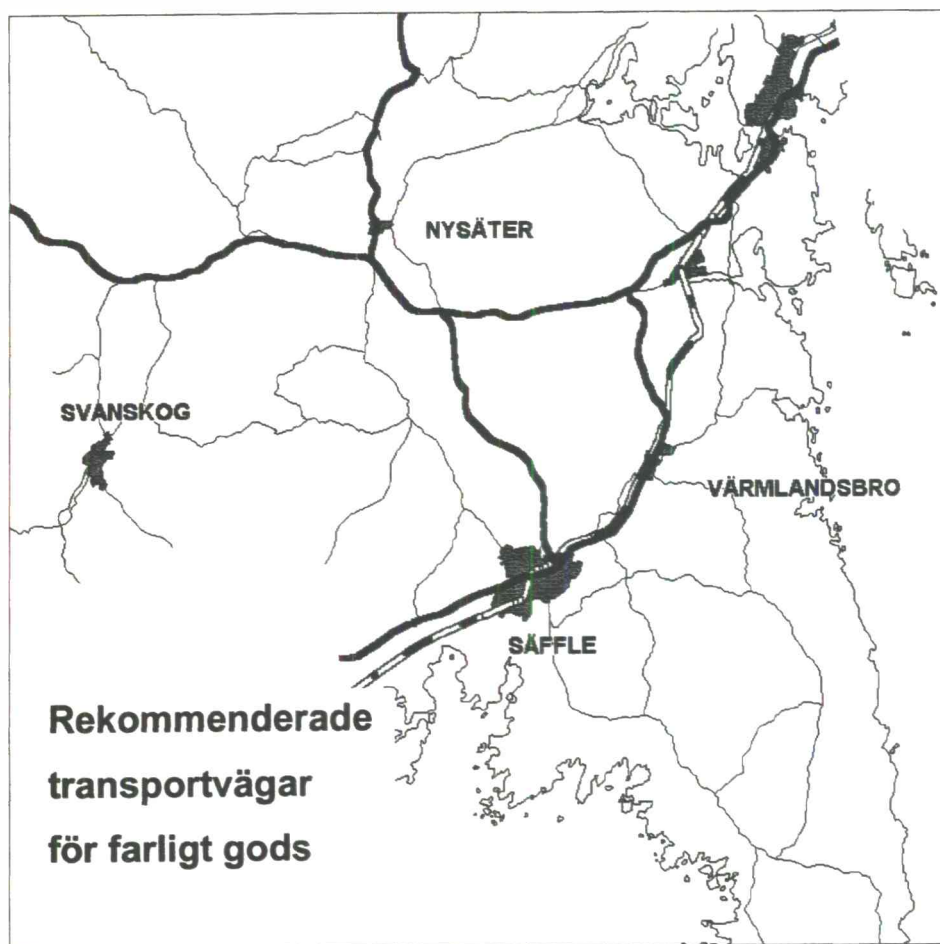 NYSÄTER
SVANSKOG
VÄRMLANDSBRO
SÄFFLE
Rekommenderade
transportvägar
för farligt gods